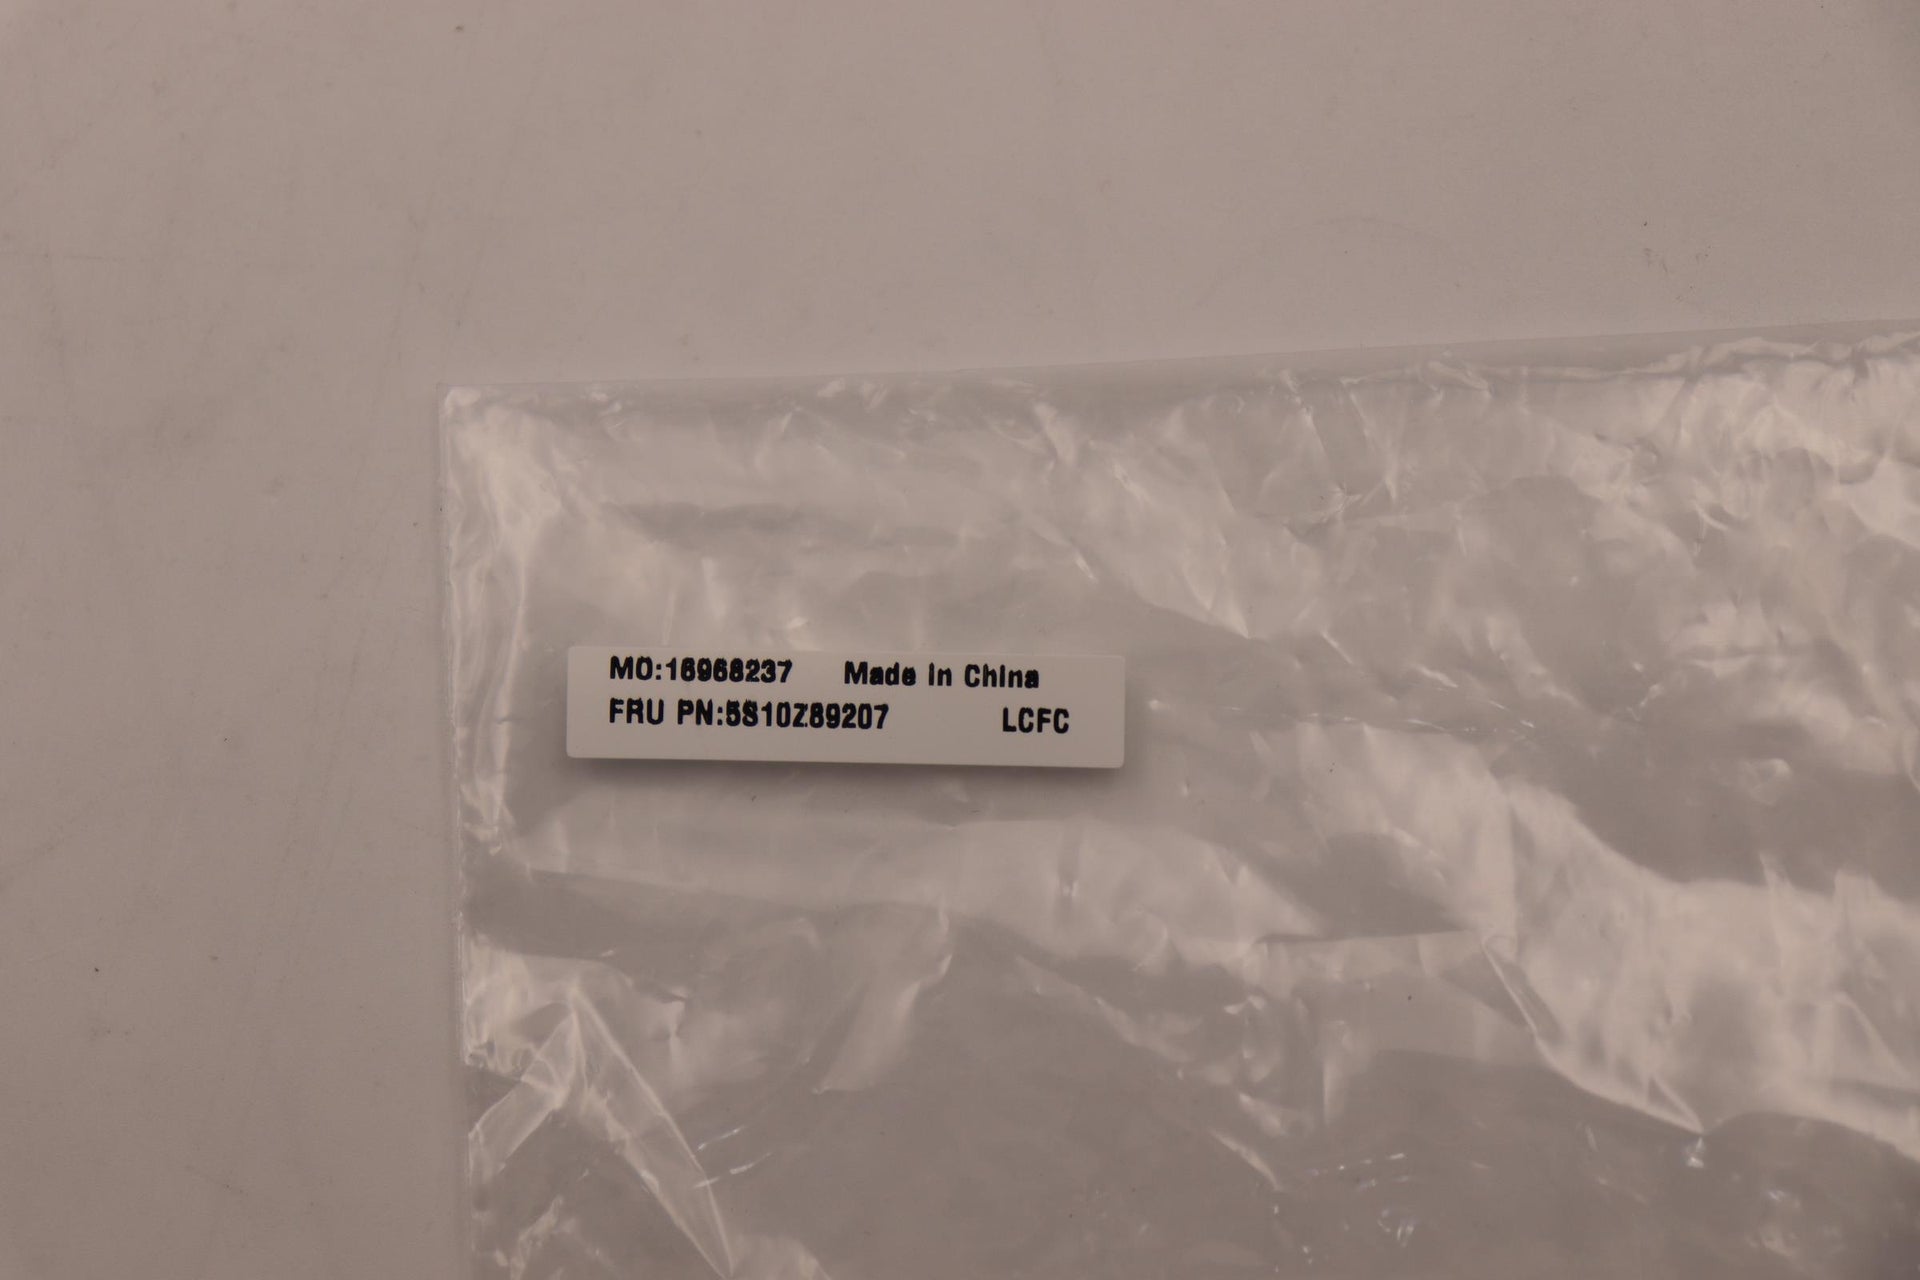 MO:16968237 Made in China
FRU PN:5S10Z89207 LCFC